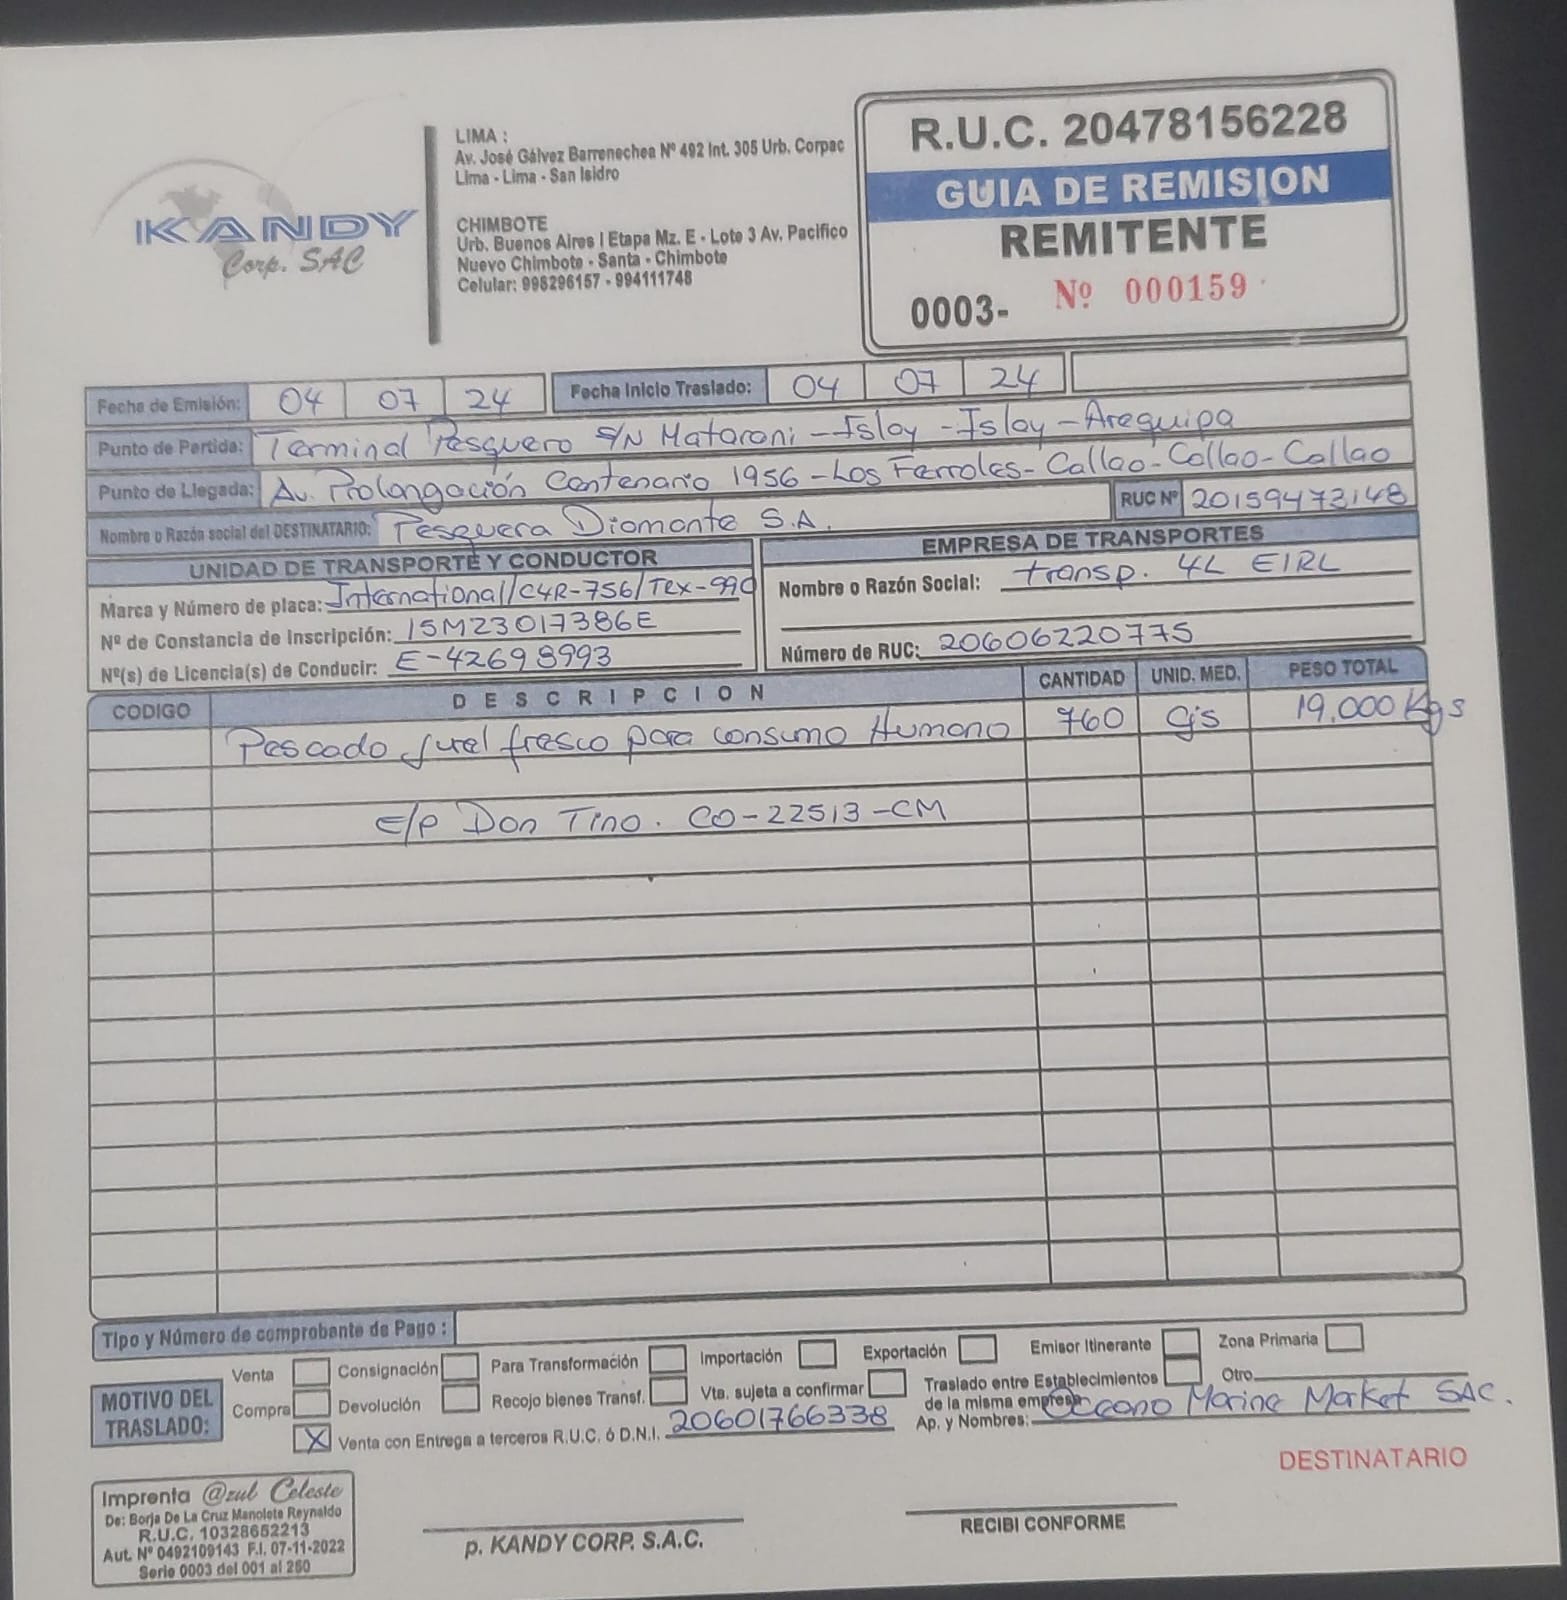 KANDY
Corp. SAC
LIMA :
Av. José Gálvez Barrenechea Nº 492 Int. 305 Urb. Corpac
Lima - Lima - San Isidro
CHIMBOTE
Urb. Buenos Aires I Etapa Mz. E - Lote 3 Av. Pacifico
Nuevo Chimbote - Santa - Chimbote
Celular: 998296157 - 994111748
R.U.C. 20478156228
GUIA DE REMISION
REMITENTE
0003- Nº 000159
Fecha de Emisión: 04 07 24 Fecha Inicio Traslado: 04 07 24
Punto de Partida: Terminal Pesquero S/N Matarani - Islay - Islay - Arequipa
Punto de Llegada: Av. Prolongación Centenario 1956 - Los Ferroles - Callao - Callao - Callao
Nombre o Razón social del DESTINATARIO: Pesquera Diamante S.A. RUC Nº 20159473148
UNIDAD DE TRANSPORTE Y CONDUCTOR
Marca y Número de placa: International/C4R-756/TEX-990
Nº de Constancia de Inscripción: 15M23017386E
Nº(s) de Licencia(s) de Conducir: E-42698993
EMPRESA DE TRANSPORTES
Nombre o Razón Social: transp. 4L EIRL
Número de RUC: 20606220775
CODIGO DESCRIPCION CANTIDAD UNID. MED. PESO TOTAL
Pescado Jurel fresco para consumo Humano 760 Cjs 19.000 Kgs
E/P Don Tino. CO-22513-CM
Tipo y Número de comprobante de Pago :
MOTIVO DEL TRASLADO:
Venta Consignación Para Transformación Importación Exportación Emisor Itinerante Zona Primaria
Compra Devolución Recojo bienes Transf. Vta. sujeta a confirmar Traslado entre Establecimientos de la misma empresa Otro
X Venta con Entrega a terceros R.U.C. ó D.N.I. 20601766338 Ap. y Nombres: Oceano Marine Market SAC.
DESTINATARIO
Imprenta @zul Celeste
De: Borja De La Cruz Manolete Reynaldo
R.U.C. 10328652213
Aut. Nº 0492109143 F.I. 07-11-2022
Serie 0003 del 001 al 250
p. KANDY CORP. S.A.C.
RECIBI CONFORME